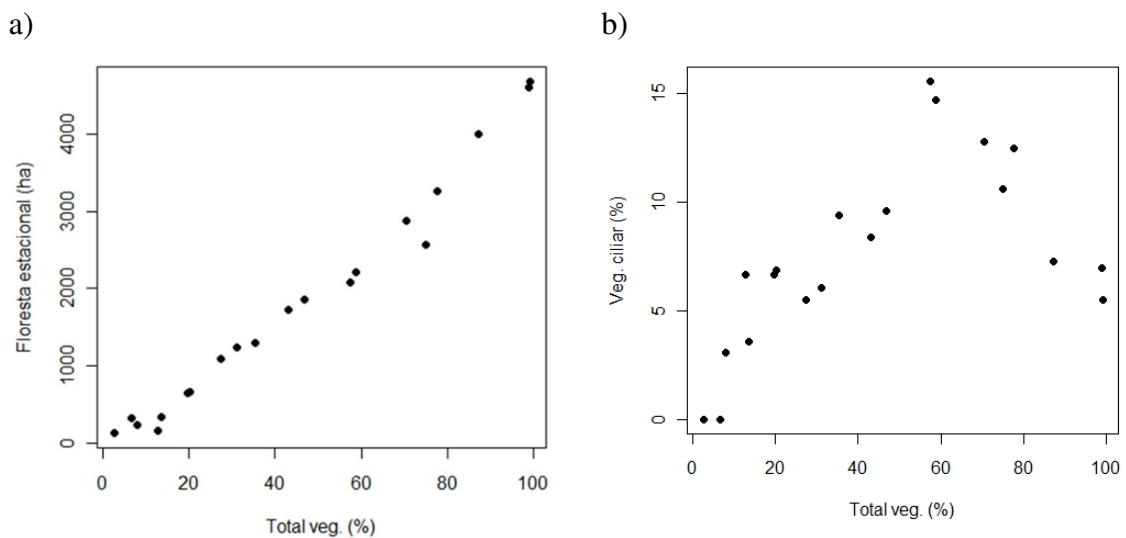 a)
Floresta estacional (ha)
4000
3000
2000
1000
0
0 20 40 60 80 100
Total veg. (%)
b)
Veg. ciliar (%)
15
10
5
0
0 20 40 60 80 100
Total veg. (%)